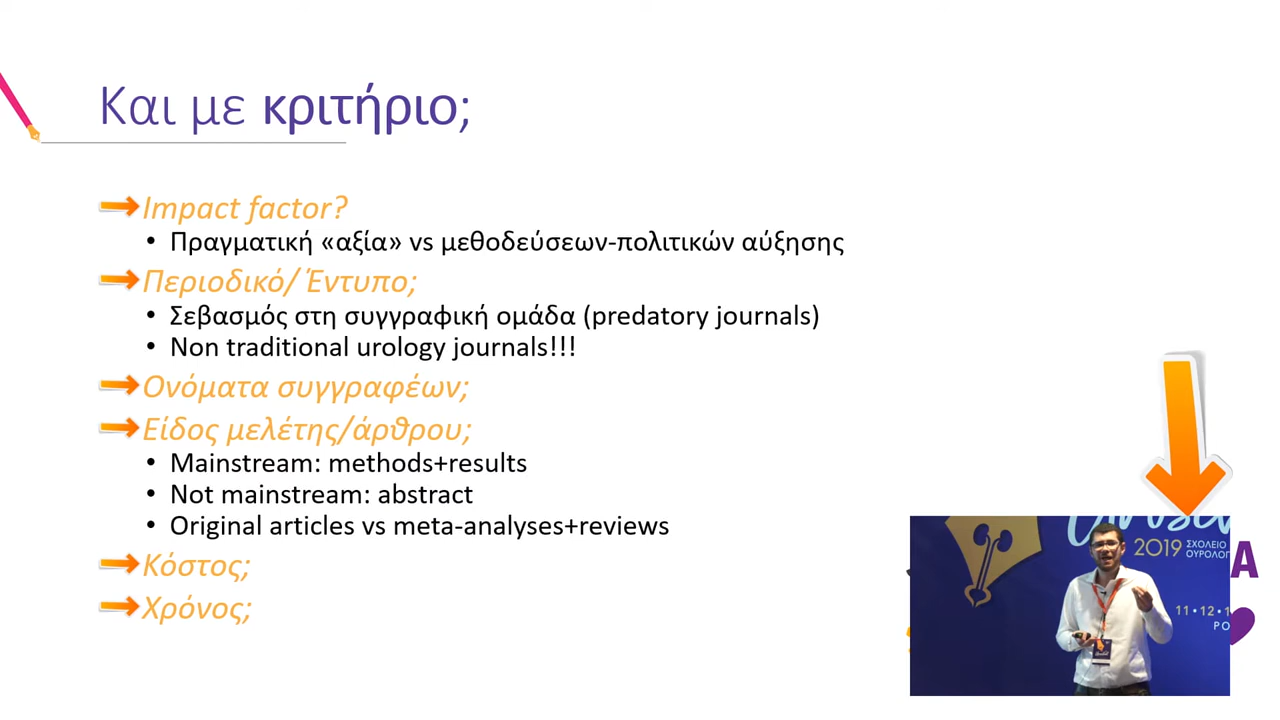 Και με κριτήριο;
Impact factor?
• Πραγματική «αξία» vs μεθοδεύσεων-πολιτικών αύξησης
Περιοδικό/ Έντυπο;
• Σεβασμός στη συγγραφική ομάδα (predatory journals)
• Non traditional urology journals!!!
Ονόματα συγγραφέων;
Είδος μελέτης/άρθρου;
• Mainstream: methods+results
• Not mainstream: abstract
• Original articles vs meta-analyses+reviews
Κόστος;
Χρόνος;
2019 ΣΧΟΛΕΙΟ
11•12•1
ΡΟ
Α